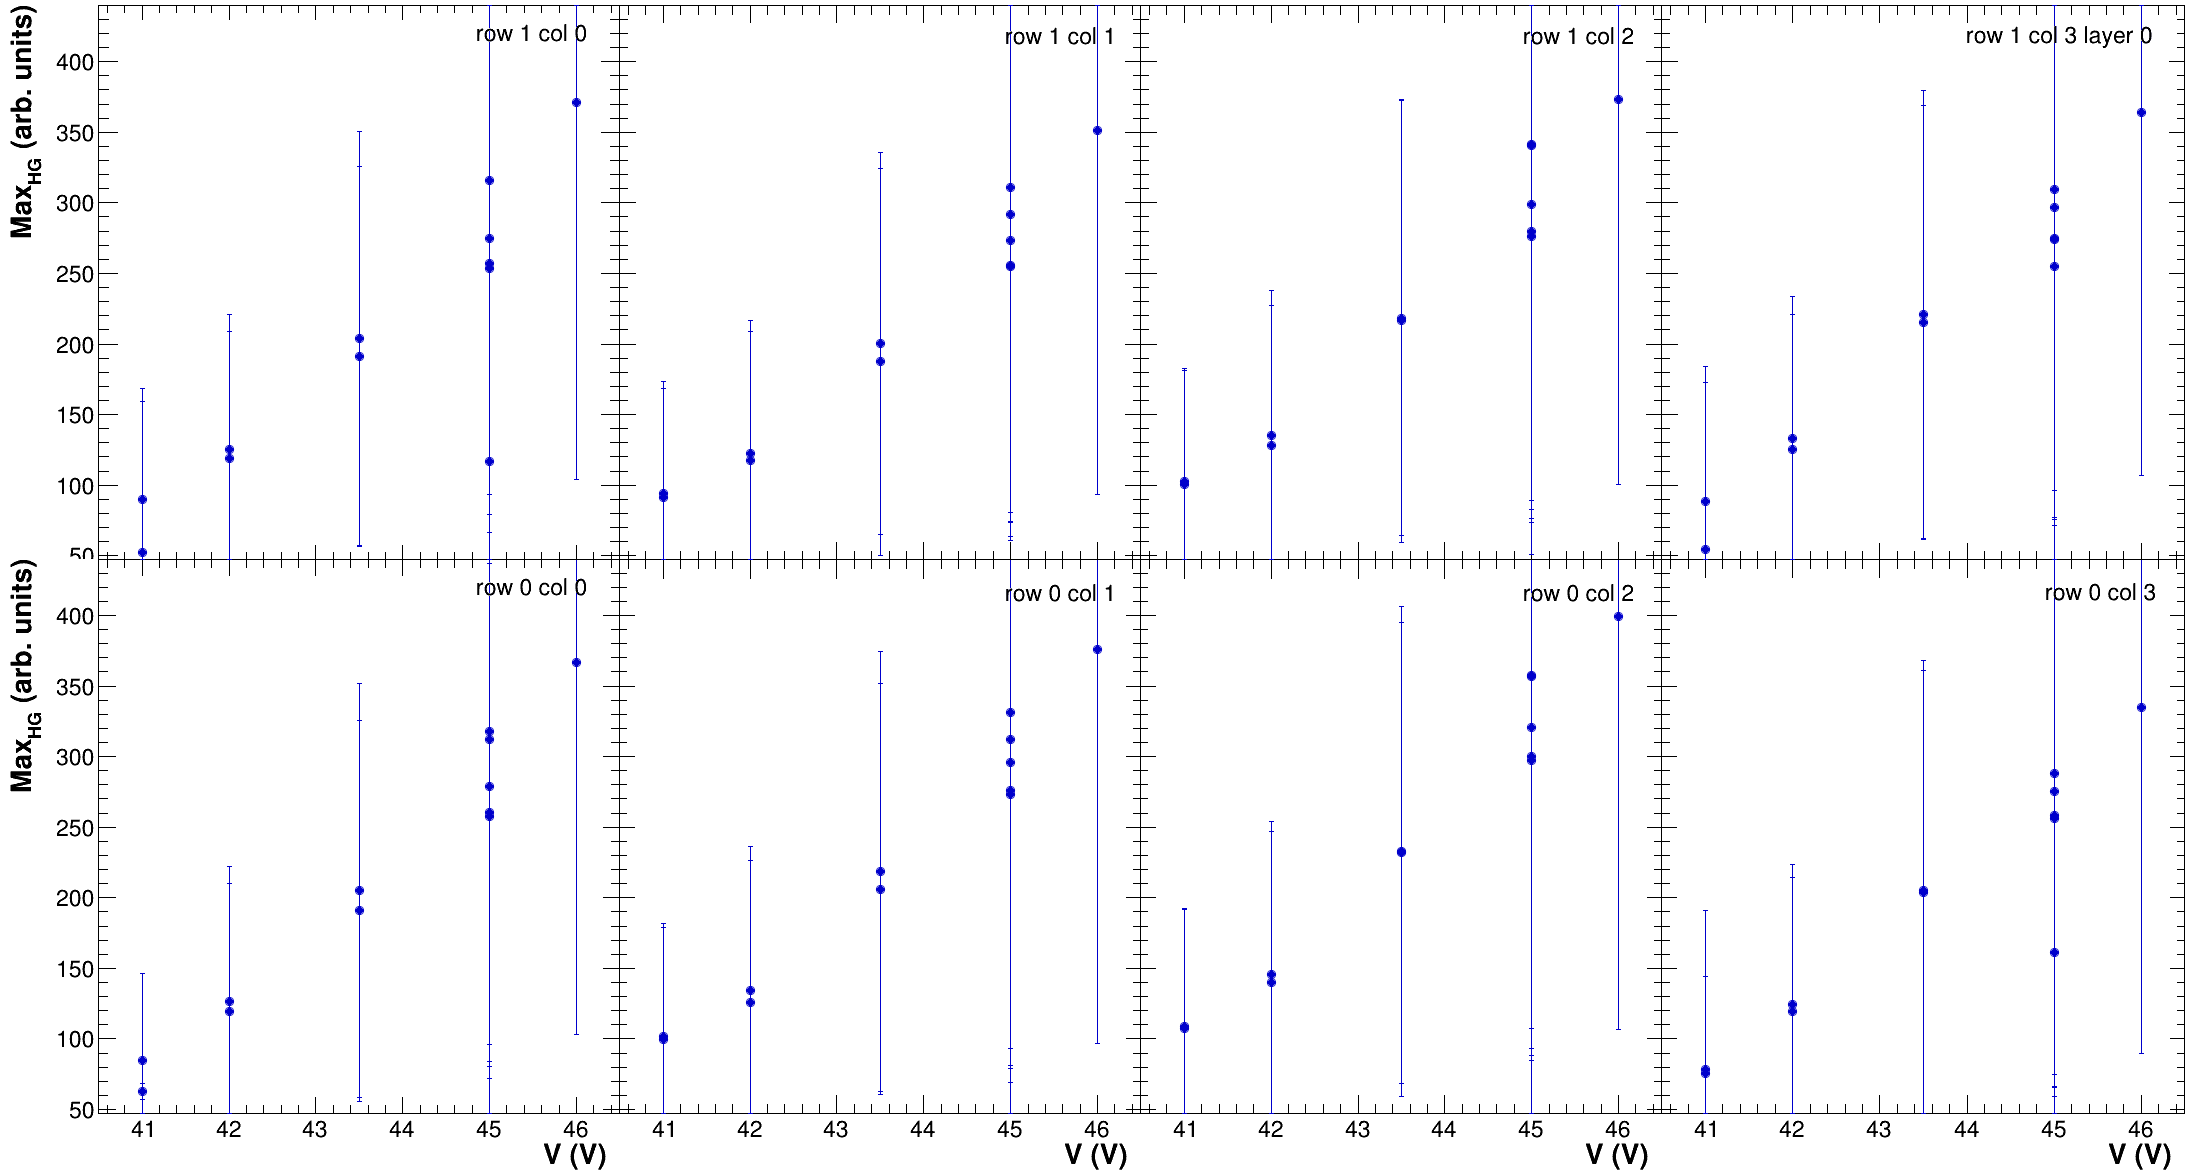 Max_HG (arb. units)
400
350
300
250
200
150
100
50
row 1 col 0
row 1 col 1
row 1 col 2
row 1 col 3 layer 0
Max_HG (arb. units)
400
350
300
250
200
150
100
50
row 0 col 0
row 0 col 1
row 0 col 2
row 0 col 3
41 42 43 44 45 46 41 42 43 44 45 46 41 42 43 44 45 46 41 42 43 44 45 46
V (V) V (V) V (V) V (V)